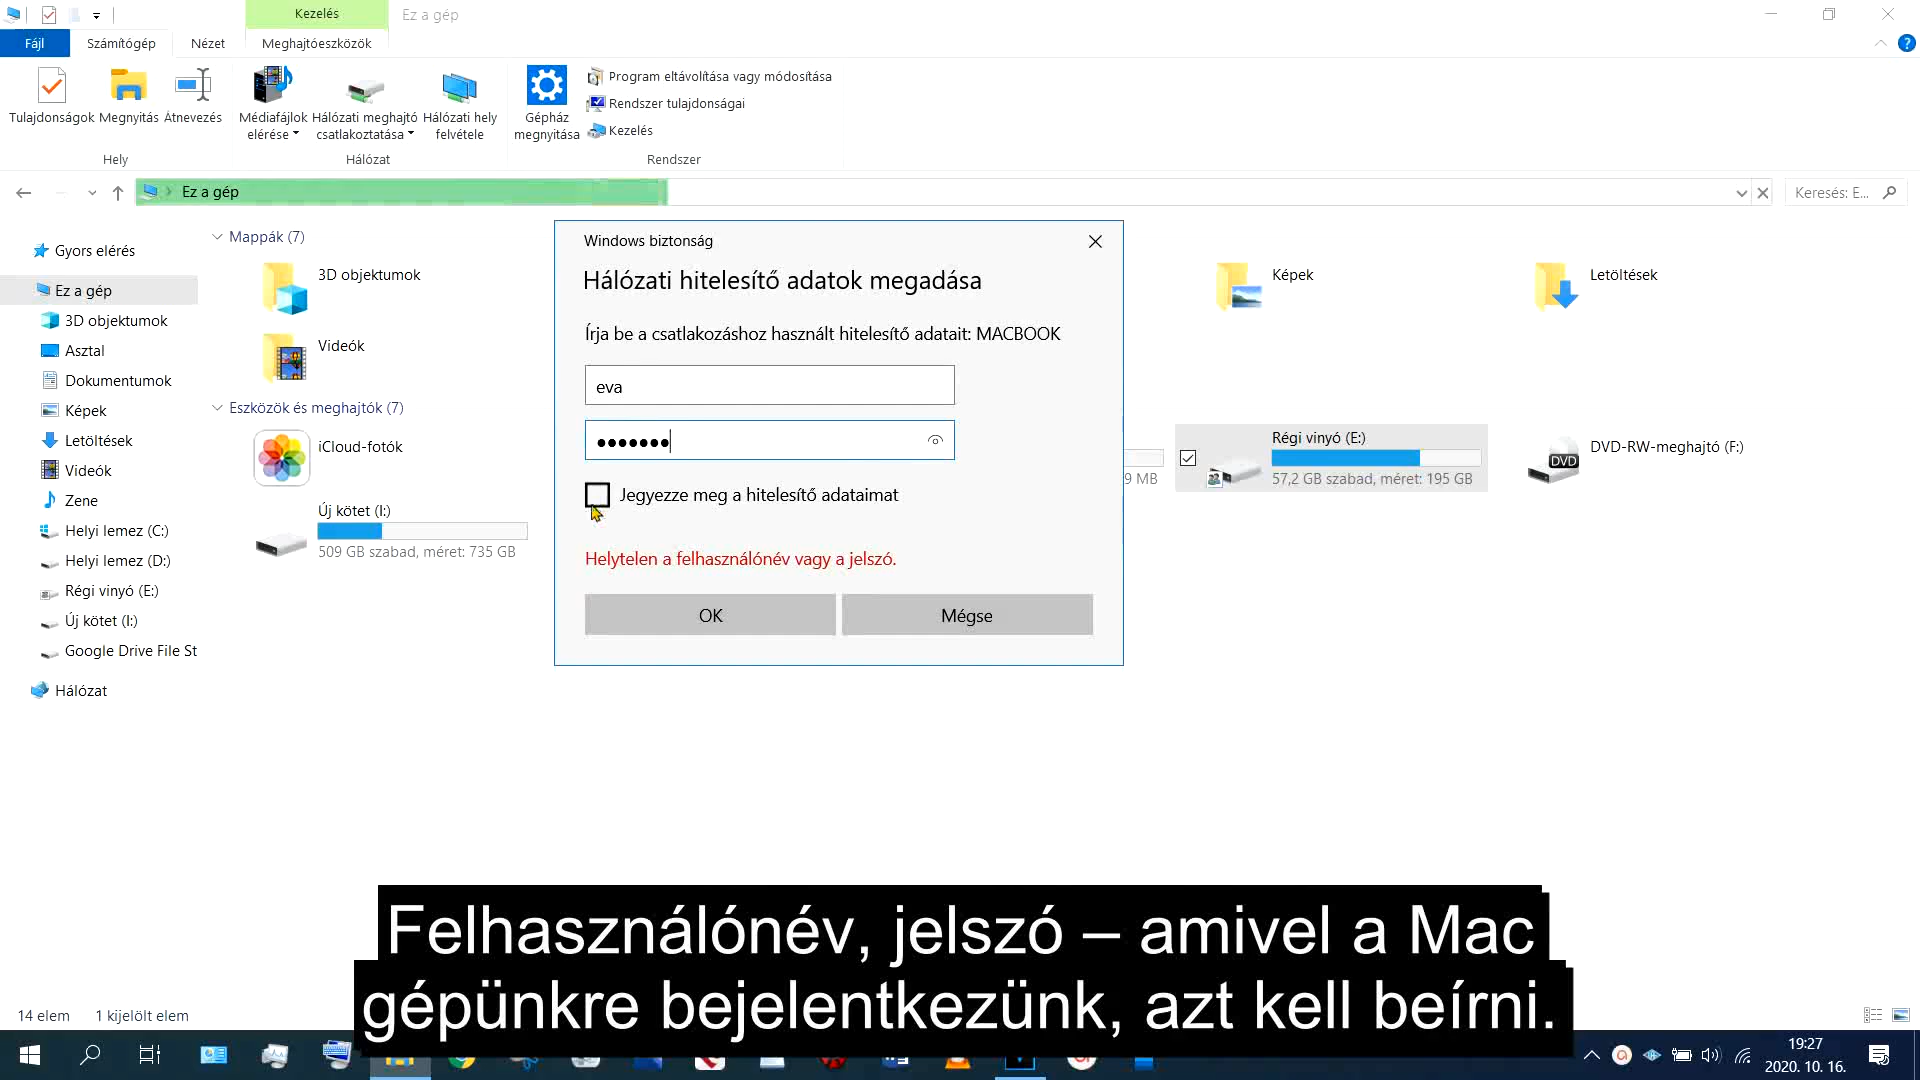 Kezelés
Ez a gép
Fájl
Számítógép
Nézet
Meghajtóeszközök
?
Tulajdonságok
Megnyitás
Átnevezés
Médiafájlok
elérése
Hálózati meghajtó
csatlakoztatása
Hálózati hely
felvétele
Gépház
megnyitása
Program eltávolítása vagy módosítása
Rendszer tulajdonságai
Kezelés
Hely
Hálózat
Rendszer
Ez a gép
Keresés: E...
Gyors elérés
Ez a gép
3D objektumok
Asztal
Dokumentumok
Képek
Letöltések
Videók
Zene
Helyi lemez (C:)
Helyi lemez (D:)
Régi vinyó (E:)
Új kötet (I:)
Google Drive File St
Hálózat
Mappák (7)
3D objektumok
Videók
Képek
Letöltések
Eszközök és meghajtók (7)
iCloud-fotók
Új kötet (I:)
509 GB szabad, méret: 735 GB
9 MB
Régi vinyó (E:)
57,2 GB szabad, méret: 195 GB
DVD
DVD-RW-meghajtó (F:)
Windows biztonság
Hálózati hitelesítő adatok megadása
Írja be a csatlakozáshoz használt hitelesítő adatait: MACBOOK
eva
●●●●●●●
Jegyezze meg a hitelesítő adataimat
Helytelen a felhasználónév vagy a jelszó.
OK
Mégse
Felhasználónév, jelszó – amivel a Mac
gépünkre bejelentkezünk, azt kell beírni.
14 elem
1 kijelölt elem
19:27
2020. 10. 16.